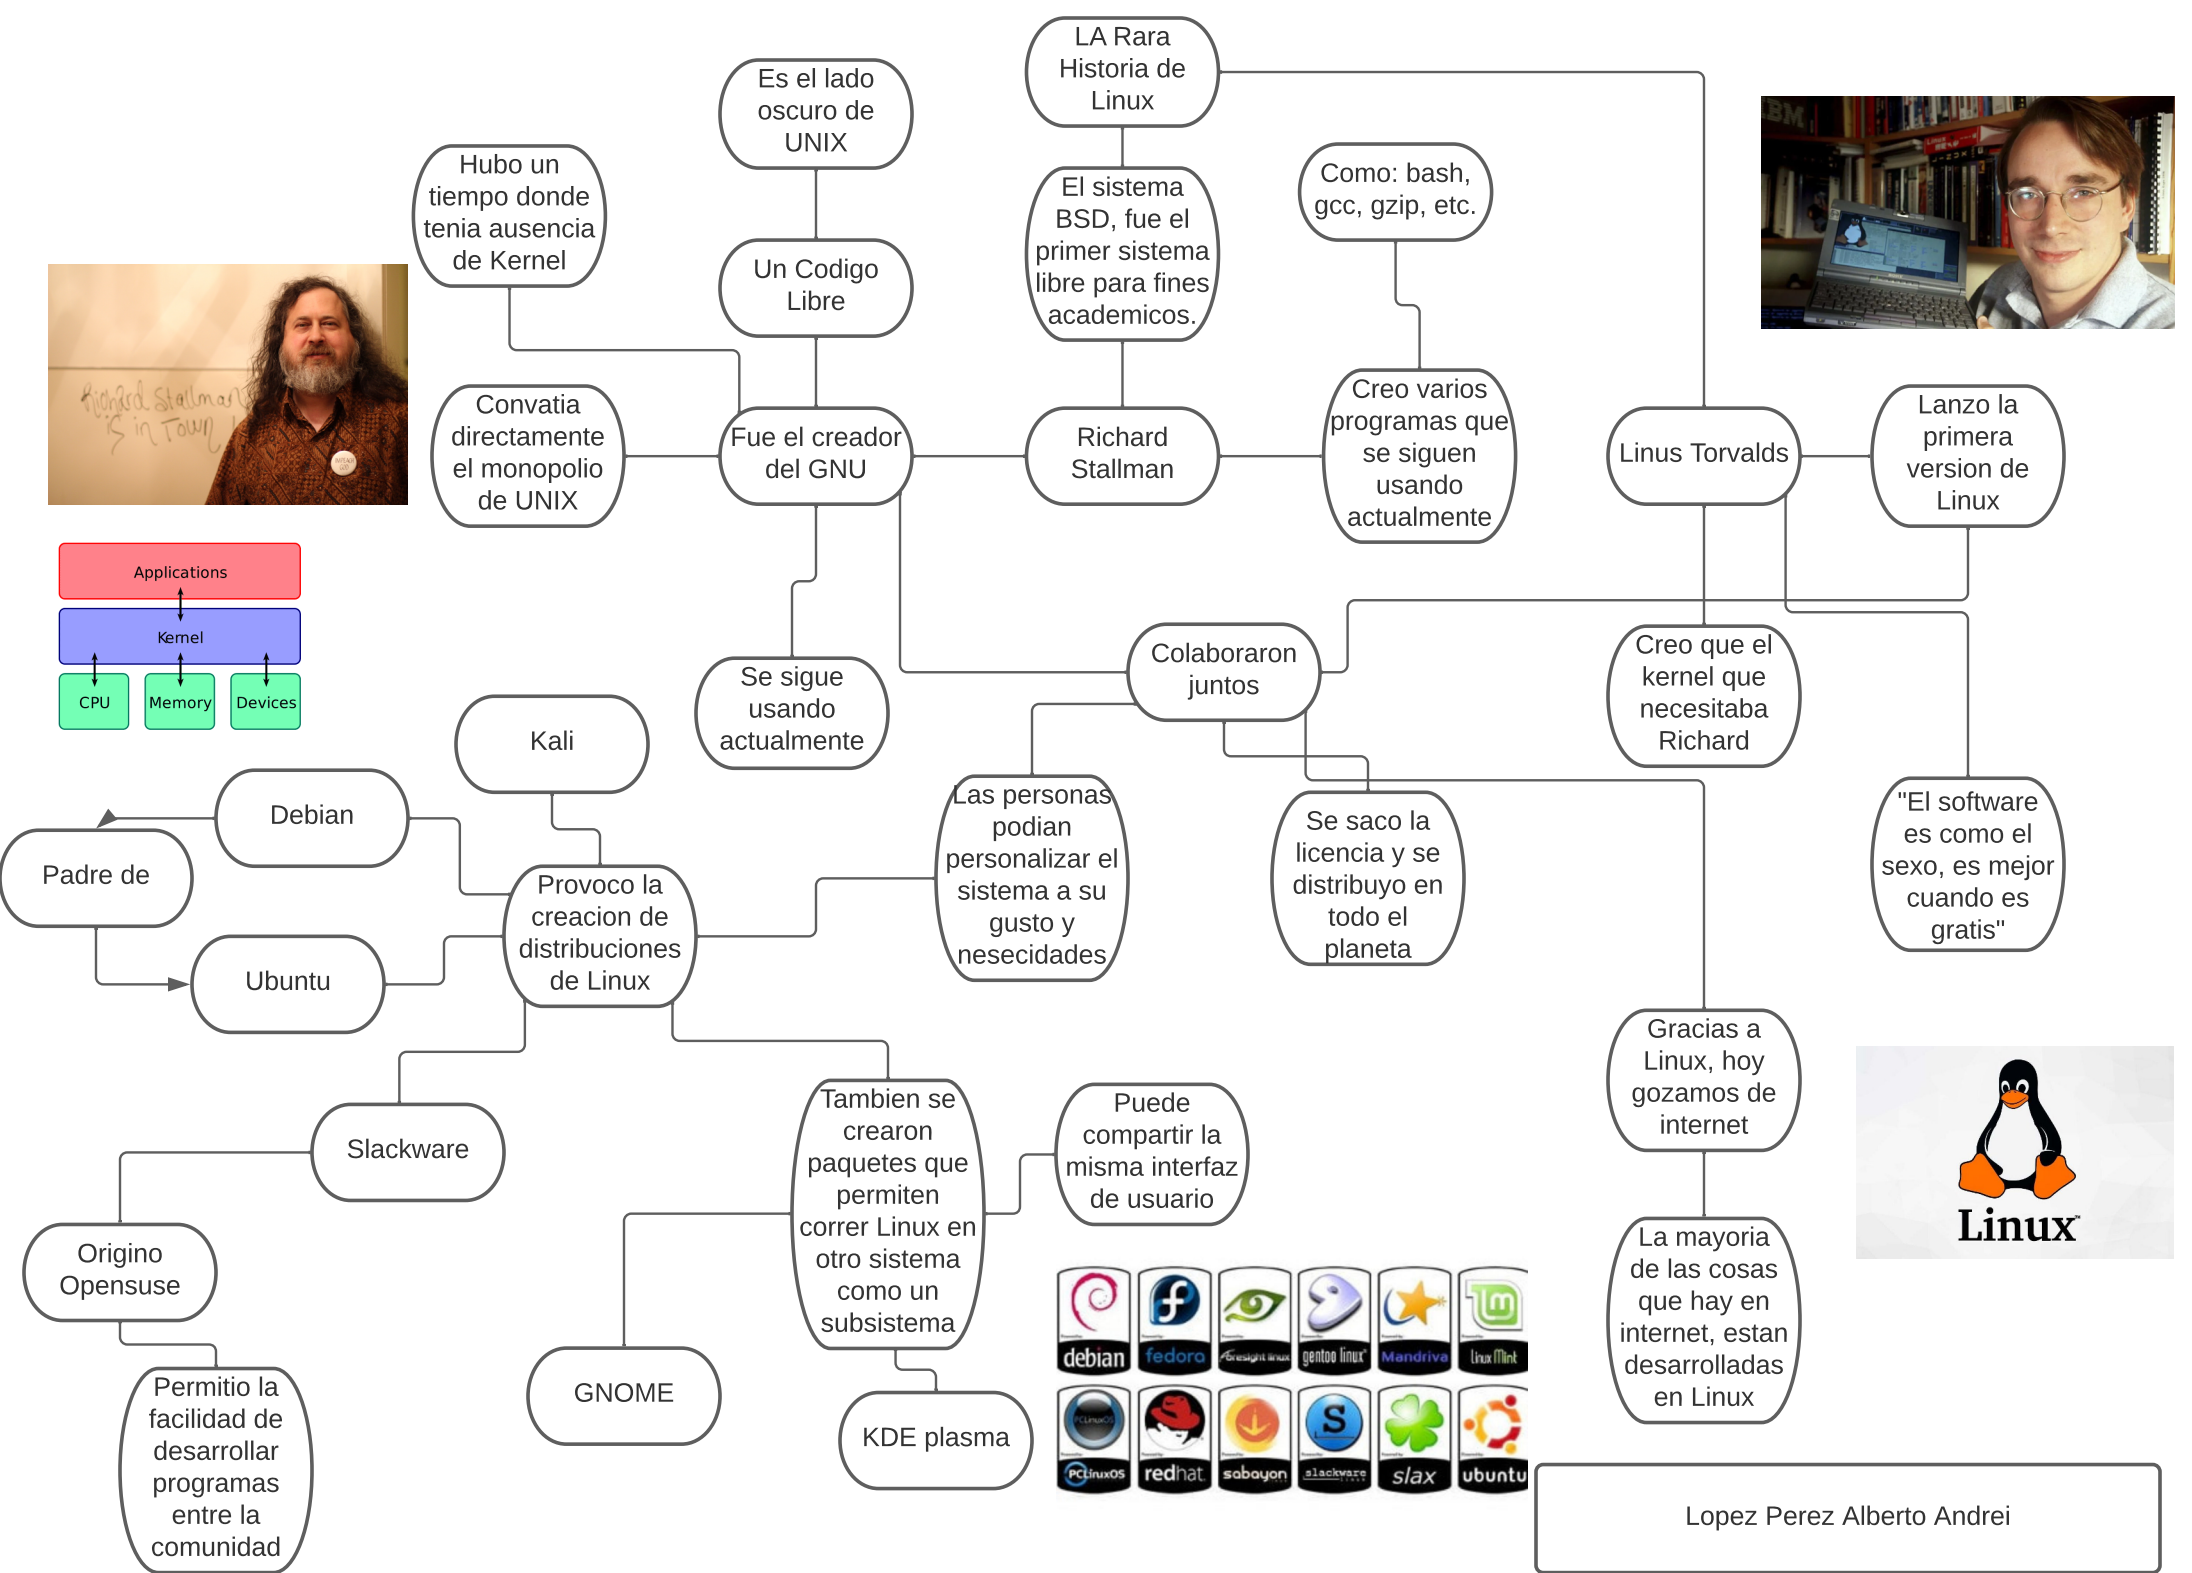 LA Rara
Historia de
Linux
Es el lado
oscuro de
UNIX
Hubo un
tiempo donde
tenia ausencia
de Kernel
Un Codigo
Libre
El sistema
BSD, fue el
primer sistema
libre para fines
academicos.
Como: bash,
gcc, gzip, etc.
IBM
Richard Stallman
is in Town
Convatia
directamente
el monopolio
de UNIX
Fue el creador
del GNU
Richard
Stallman
Creo varios
programas que
se siguen
usando
actualmente
Linus Torvalds
Lanzo la
primera
version de
Linux
Applications
Kernel
CPU
Memory
Devices
Se sigue
usando
actualmente
Colaboraron
juntos
Creo que el
kernel que
necesitaba
Richard
Kali
Debian
Padre de
Ubuntu
Provoco la
creacion de
distribuciones
de Linux
Las personas
podian
personalizar el
sistema a su
gusto y
nesecidades
Se saco la
licencia y se
distribuyo en
todo el
planeta
"El software
es como el
sexo, es mejor
cuando es
gratis"
Gracias a
Linux, hoy
gozamos de
internet
Linux
Slackware
Tambien se
crearon
paquetes que
permiten
correr Linux en
otro sistema
como un
subsistema
Puede
compartir la
misma interfaz
de usuario
Origino
Opensuse
La mayoria
de las cosas
que hay en
internet, estan
desarrolladas
en Linux
Permitio la
facilidad de
desarrollar
programas
entre la
comunidad
GNOME
KDE plasma
debian
fedora
foresight linux
gentoo linux
Mandriva
Linux Mint
PCLinuxOS
PCLinuxOS
redhat
sabayon
S
slackware
slax
ubuntu
Lopez Perez Alberto Andrei